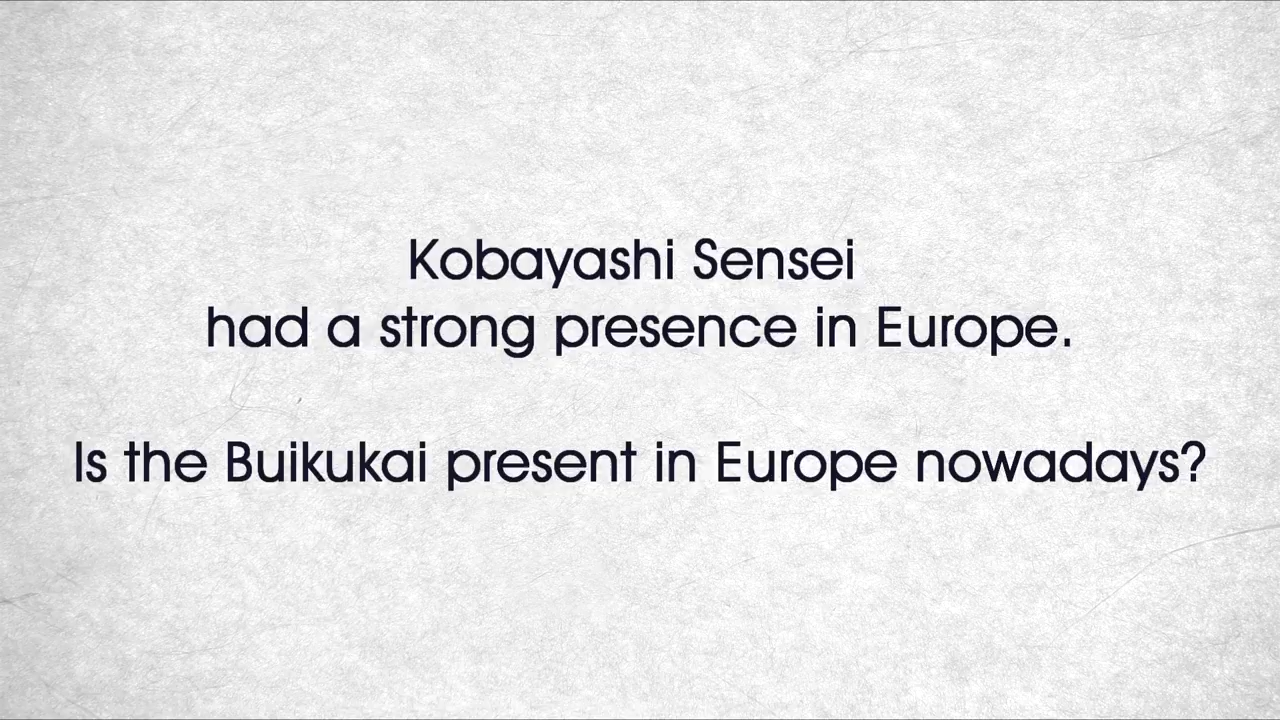 Kobayashi Sensei
had a strong presence in Europe.
Is the Buikukai present in Europe nowadays?